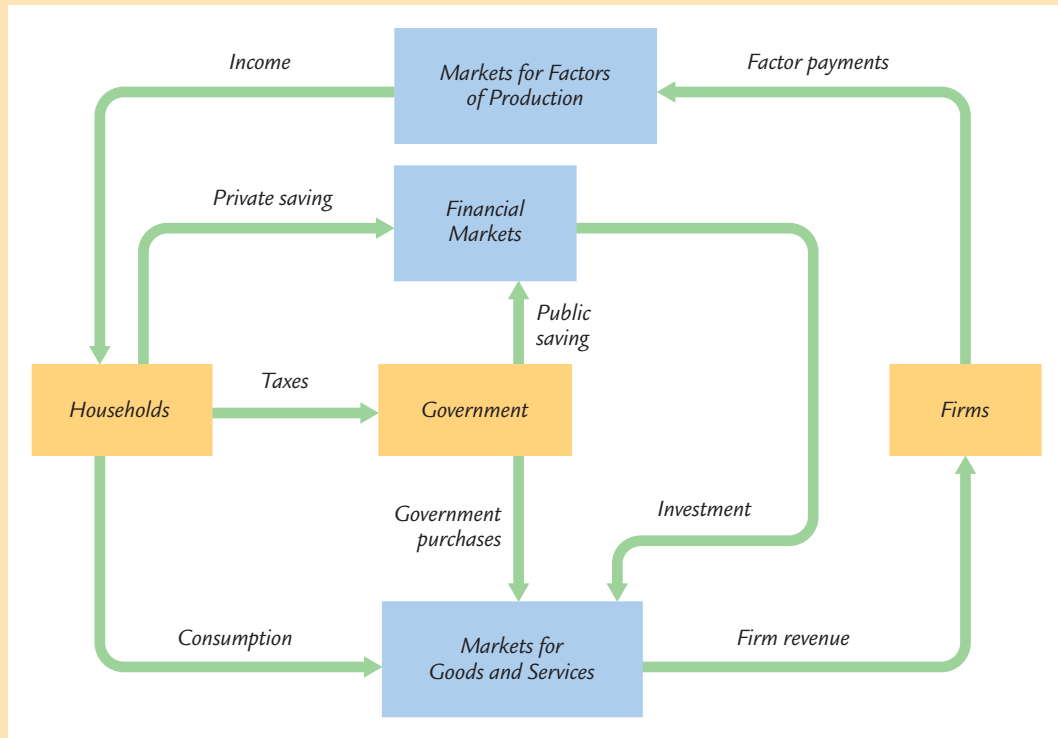 Income
Markets for Factors
of Production
Factor payments
Private saving
Financial
Markets
Public
saving
Households
Taxes
Government
Firms
Government
purchases
Investment
Consumption
Markets for
Goods and Services
Firm revenue